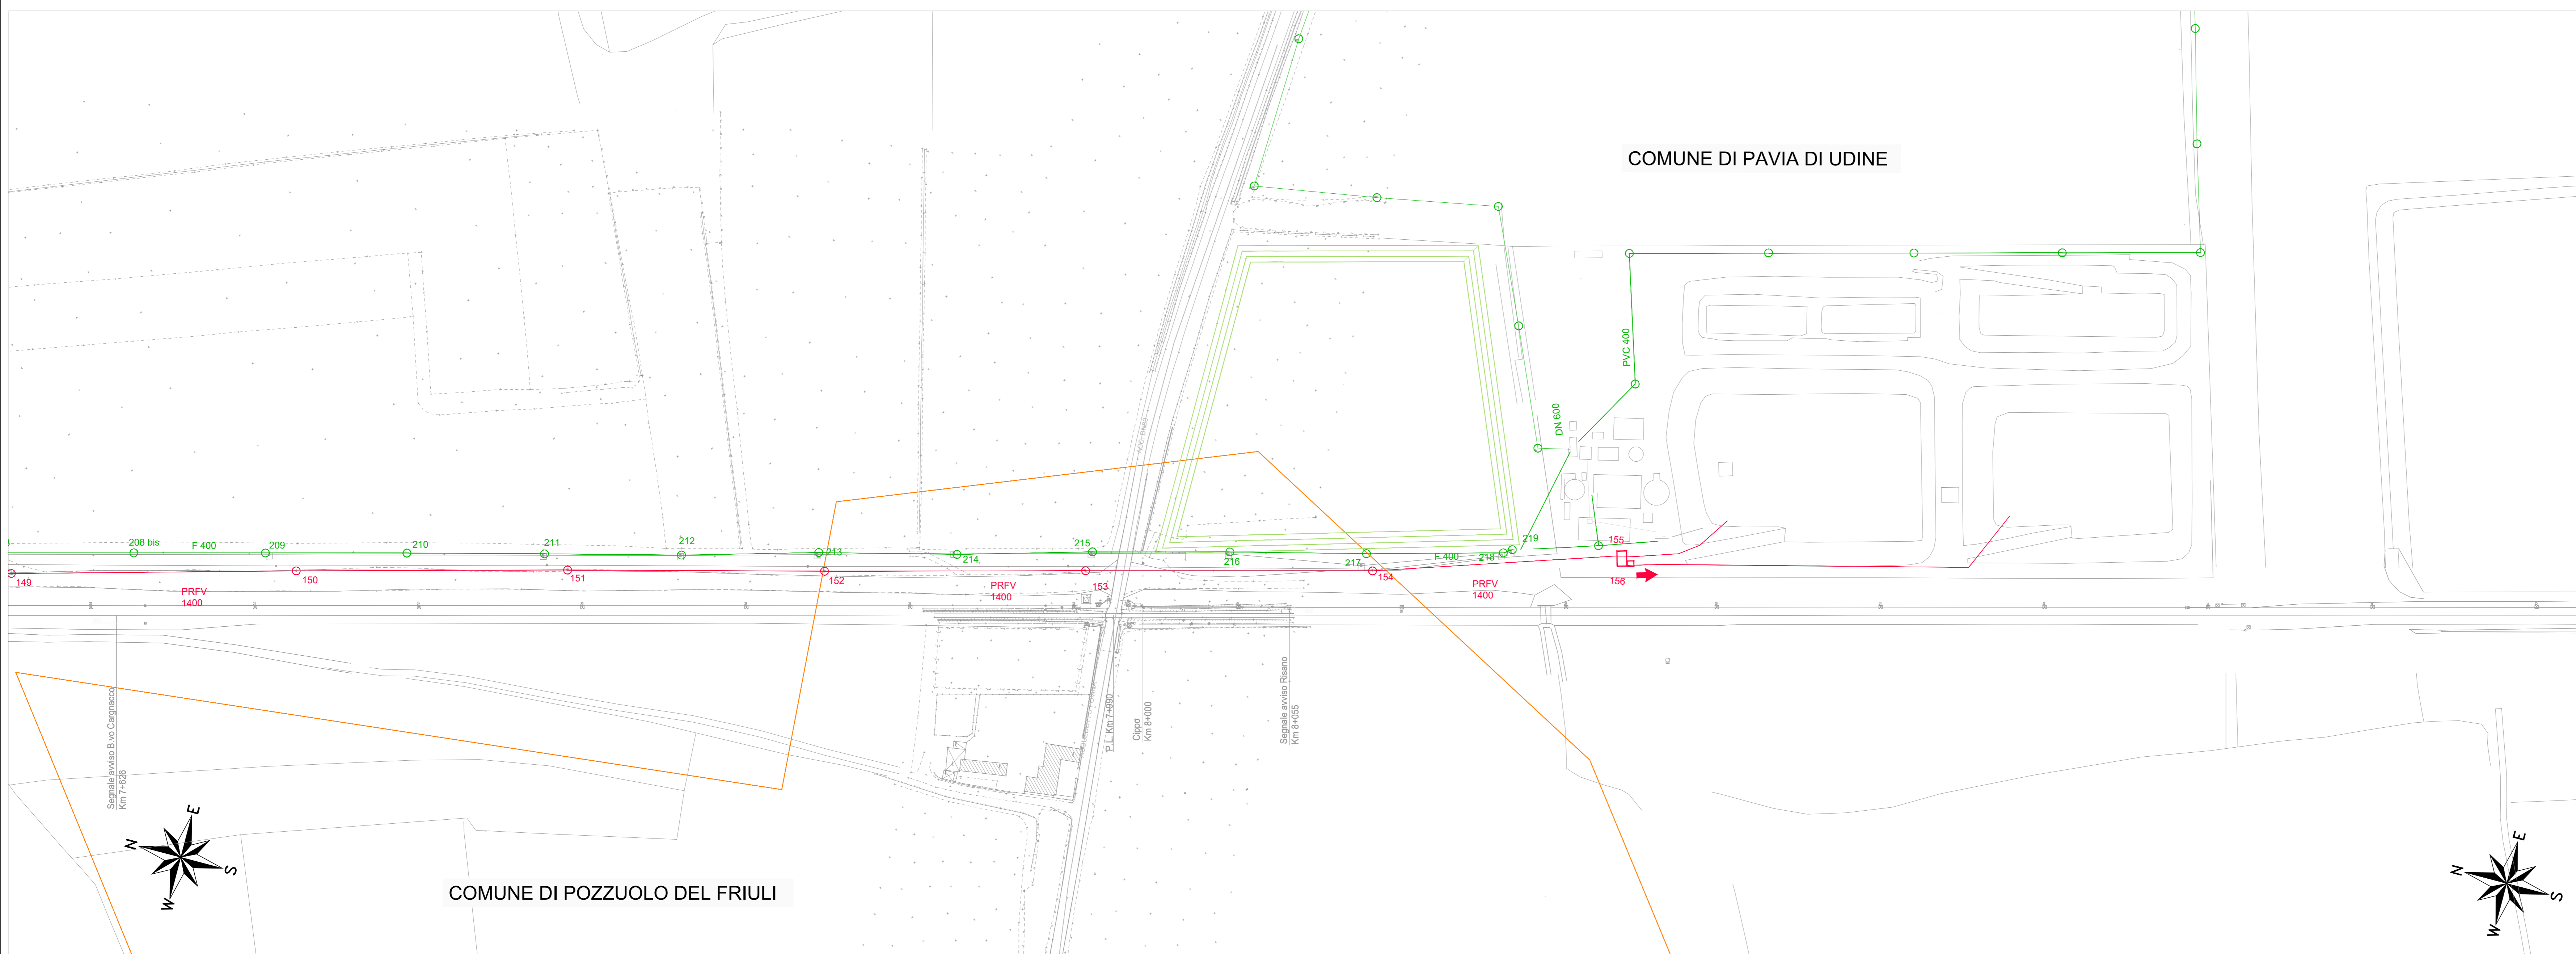 COMUNE DI PAVIA DI UDINE
PVC 400
DN 600
208 bis
F 400
209
210
211
212
213
214
215
216
217
F 400
218
219
149
150
151
152
153
154
155
156
PRFV
1400
PRFV
1400
PRFV
1400
Segnale avviso B.vo Cargnacco
Km 7+626
P.L. Km 7+990
Cippo
Km 8+000
Segnale avviso Risano
Km 8+055
N
E
S
W
COMUNE DI POZZUOLO DEL FRIULI
N
E
S
W